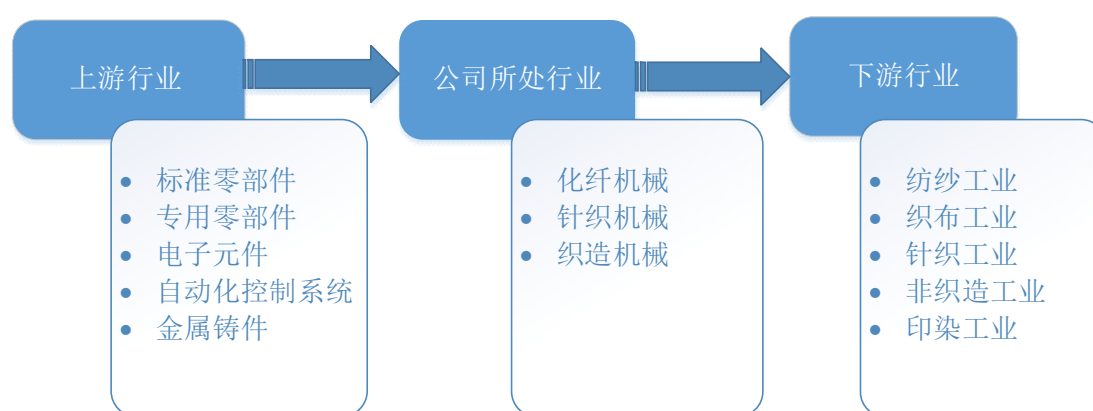 上游行业
公司所处行业
下游行业
标准零部件
专用零部件
电子元件
自动化控制系统
金属铸件
化纤机械
针织机械
织造机械
纺纱工业
织布工业
针织工业
非织造工业
印染工业